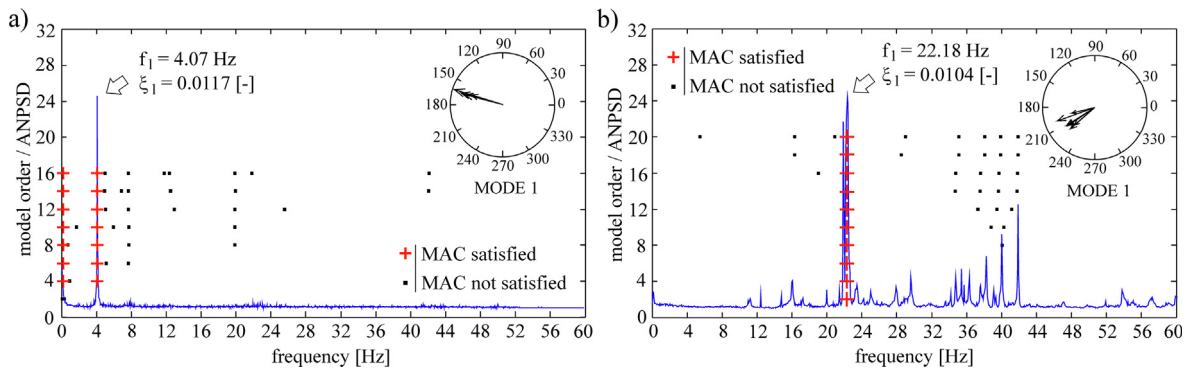 a)
model order / ANPSD
32
28
24
20
16
12
8
4
0
f1 = 4.07 Hz
ξ1 = 0.0117 [-]
90
120 60
150 30
180 0
210 330
240 300
270
MODE 1
MAC satisfied
MAC not satisfied
0 4 8 12 16 20 24 28 32 36 40 44 48 52 56 60
frequency [Hz]
b)
model order / ANPSD
32
28
24
20
16
12
8
4
0
MAC satisfied
MAC not satisfied
f1 = 22.18 Hz
ξ1 = 0.0104 [-]
90
120 60
150 30
180 0
210 330
240 300
270
MODE 1
0 4 8 12 16 20 24 28 32 36 40 44 48 52 56 60
frequency [Hz]